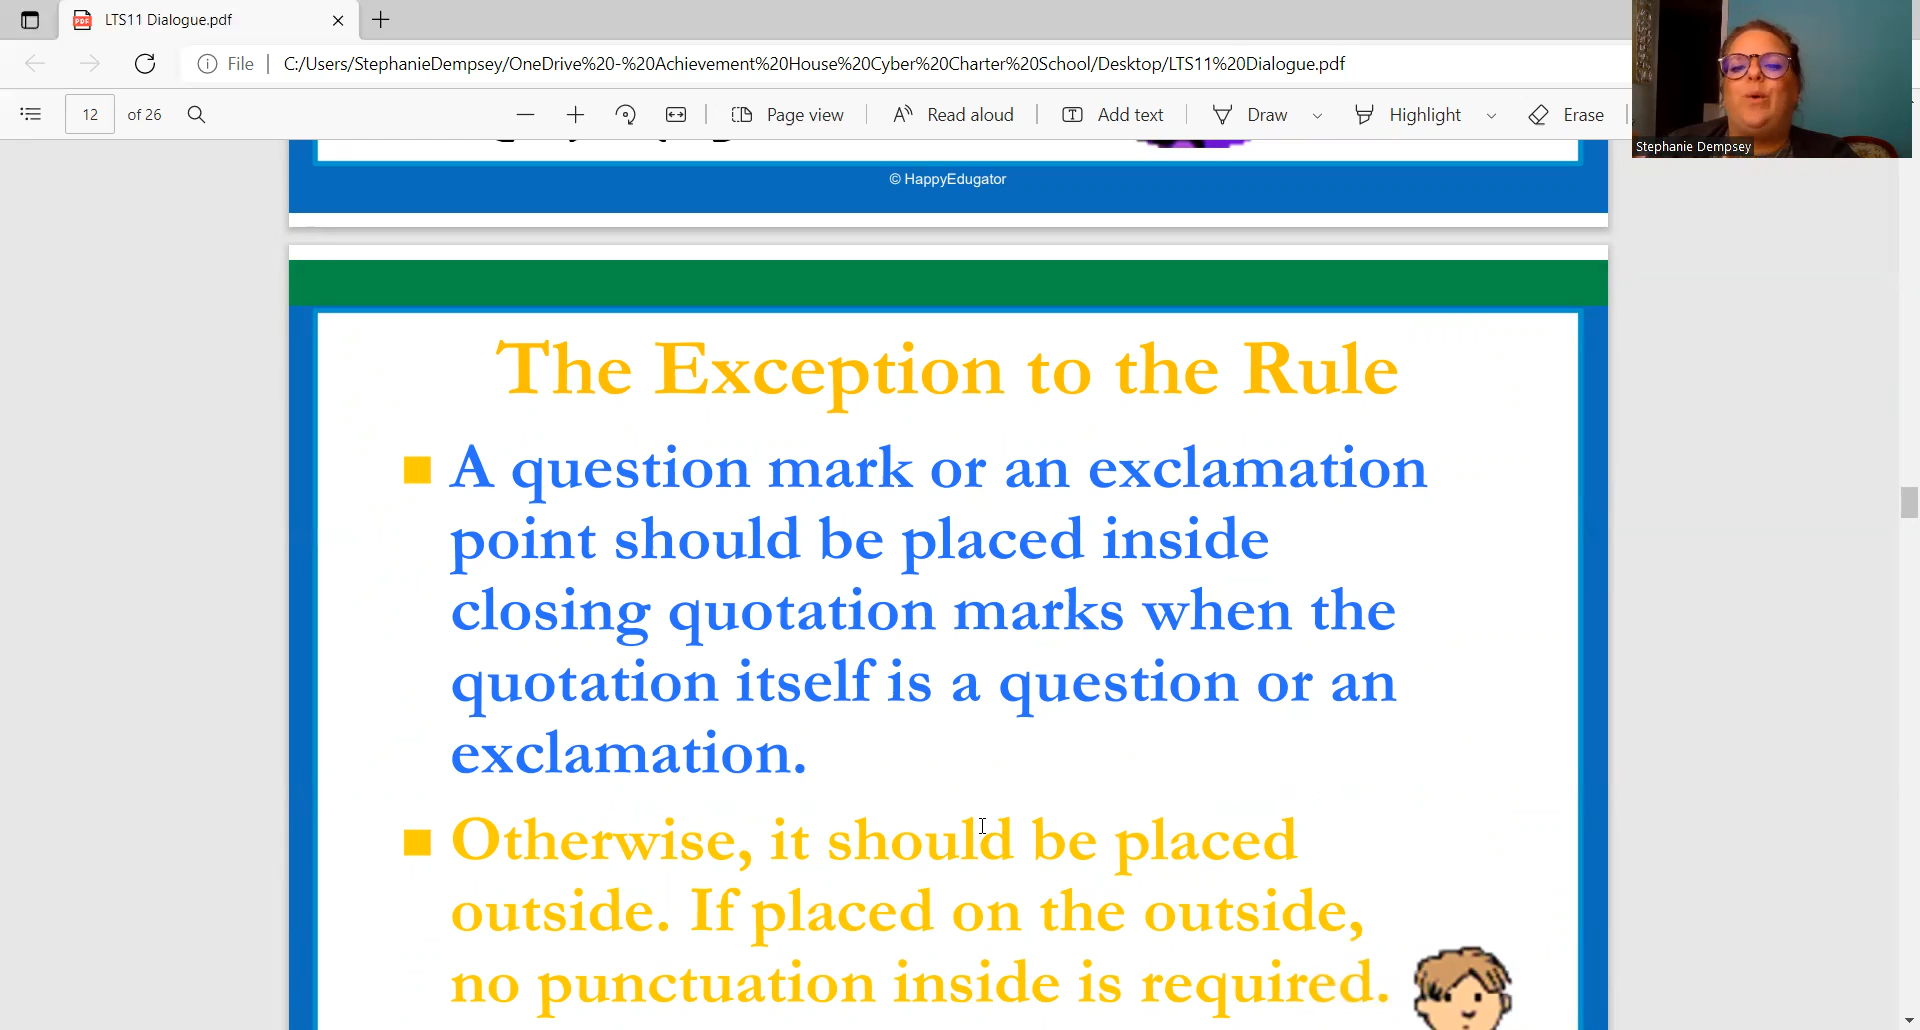 LTS11 Dialogue.pdf
File
C:/Users/StephanieDempsey/OneDrive%20-%20Achievement%20House%20Cyber%20Charter%20School/Desktop/LTS11%20Dialogue.pdf
12 of 26
Page view
Read aloud
Add text
Draw
Highlight
Erase
Stephanie Dempsey
© HappyEdugator
The Exception to the Rule
A question mark or an exclamation
point should be placed inside
closing quotation marks when the
quotation itself is a question or an
exclamation.
Otherwise, it should be placed
outside. If placed on the outside,
no punctuation inside is required.